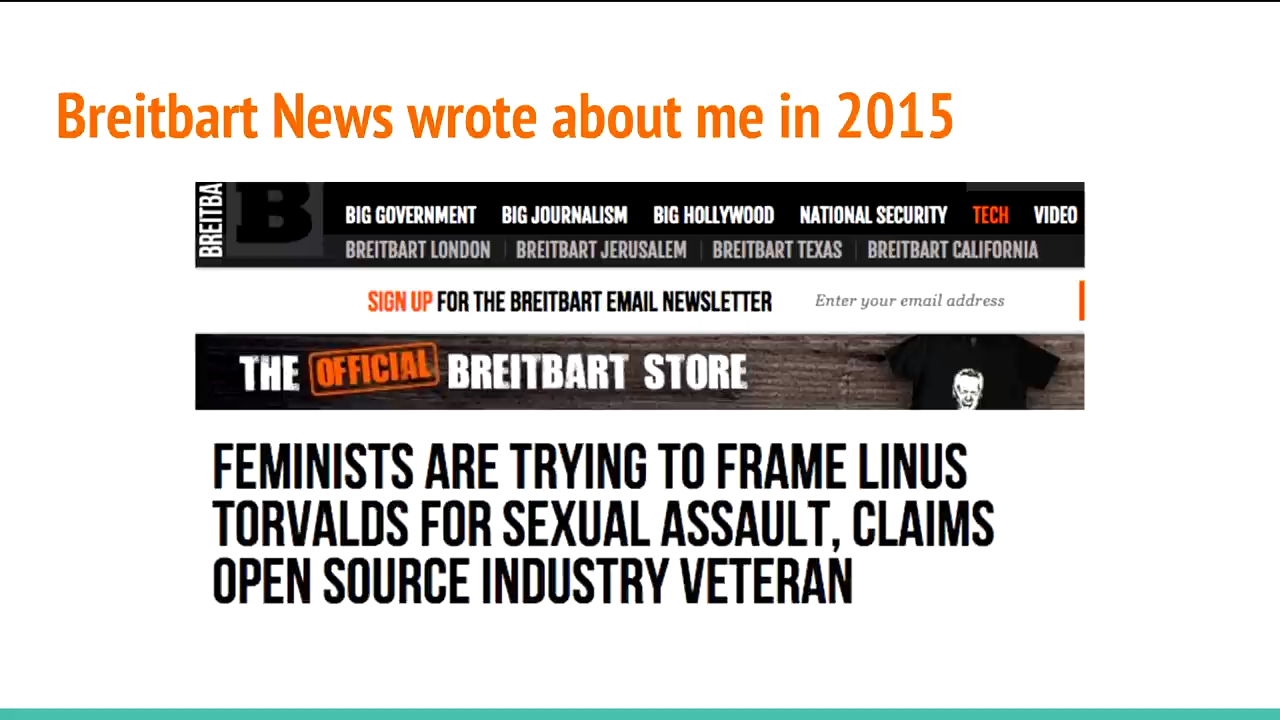 Breitbart News wrote about me in 2015
BREITBA
B
BIG GOVERNMENT BIG JOURNALISM BIG HOLLYWOOD NATIONAL SECURITY TECH VIDEO
BREITBART LONDON BREITBART JERUSALEM BREITBART TEXAS BREITBART CALIFORNIA
SIGN UP FOR THE BREITBART EMAIL NEWSLETTER Enter your email address
THE OFFICIAL BREITBART STORE
FEMINISTS ARE TRYING TO FRAME LINUS
TORVALDS FOR SEXUAL ASSAULT, CLAIMS
OPEN SOURCE INDUSTRY VETERAN